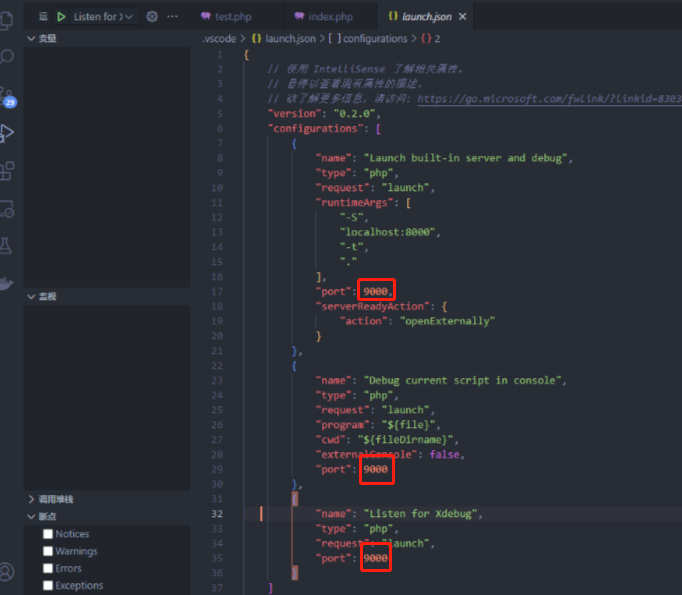 Listen for X
test.php
index.php
launch.json
.vscode > launch.json > [ ] configurations > { } 2
变量
监视
调用堆栈
断点
Notices
Warnings
Errors
Exceptions
29
1 {
2 // 使用 IntelliSense 了解相关属性。
3 // 悬停以查看现有属性的描述。
4 // 欲了解更多信息，请访问: https://go.microsoft.com/fwlink/?linkid=8303
5 "version": "0.2.0",
6 "configurations": [
7 {
8 "name": "Launch built-in server and debug",
9 "type": "php",
10 "request": "launch",
11 "runtimeArgs": [
12 "-S",
13 "localhost:8000",
14 "-t",
15 "."
16 ],
17 "port": 9000,
18 "serverReadyAction": {
19 "action": "openExternally"
20 }
21 },
22 {
23 "name": "Debug current script in console",
24 "type": "php",
25 "request": "launch",
26 "program": "${file}",
27 "cwd": "${fileDirname}",
28 "externalConsole": false,
29 "port": 9000
30 },
31 {
32 "name": "Listen for Xdebug",
33 "type": "php",
34 "request": "launch",
35 "port": 9000
36 }
37 ]